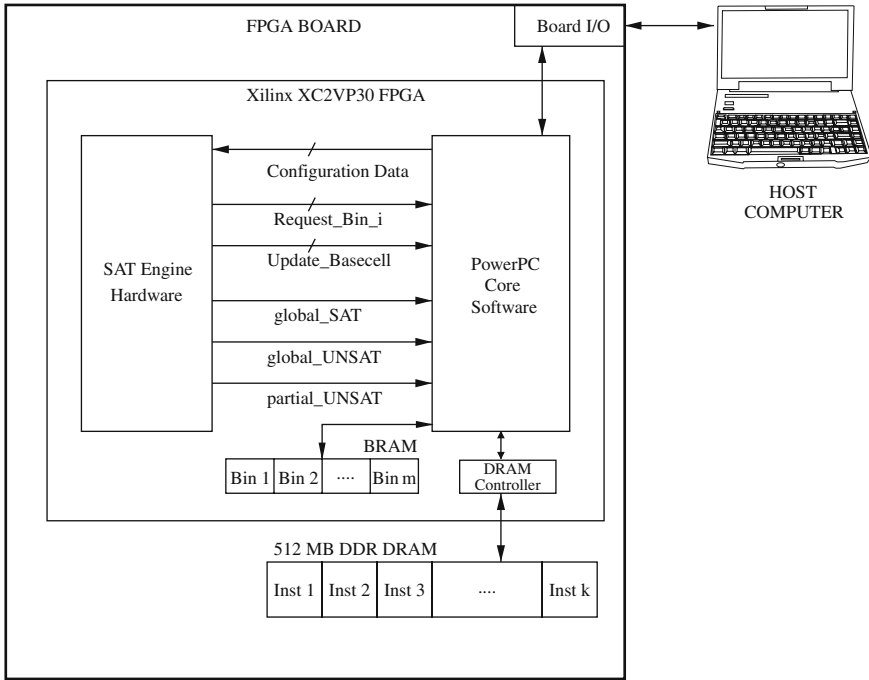 FPGA BOARD
Board I/O
Xilinx XC2VP30 FPGA
Configuration Data
Request_Bin_i
Update_Basecell
SAT Engine
Hardware
PowerPC
Core
Software
global_SAT
global_UNSAT
partial_UNSAT
BRAM
Bin 1 Bin 2 .... Bin m
DRAM
Controller
512 MB DDR DRAM
Inst 1 Inst 2 Inst 3 .... Inst k
HOST
COMPUTER